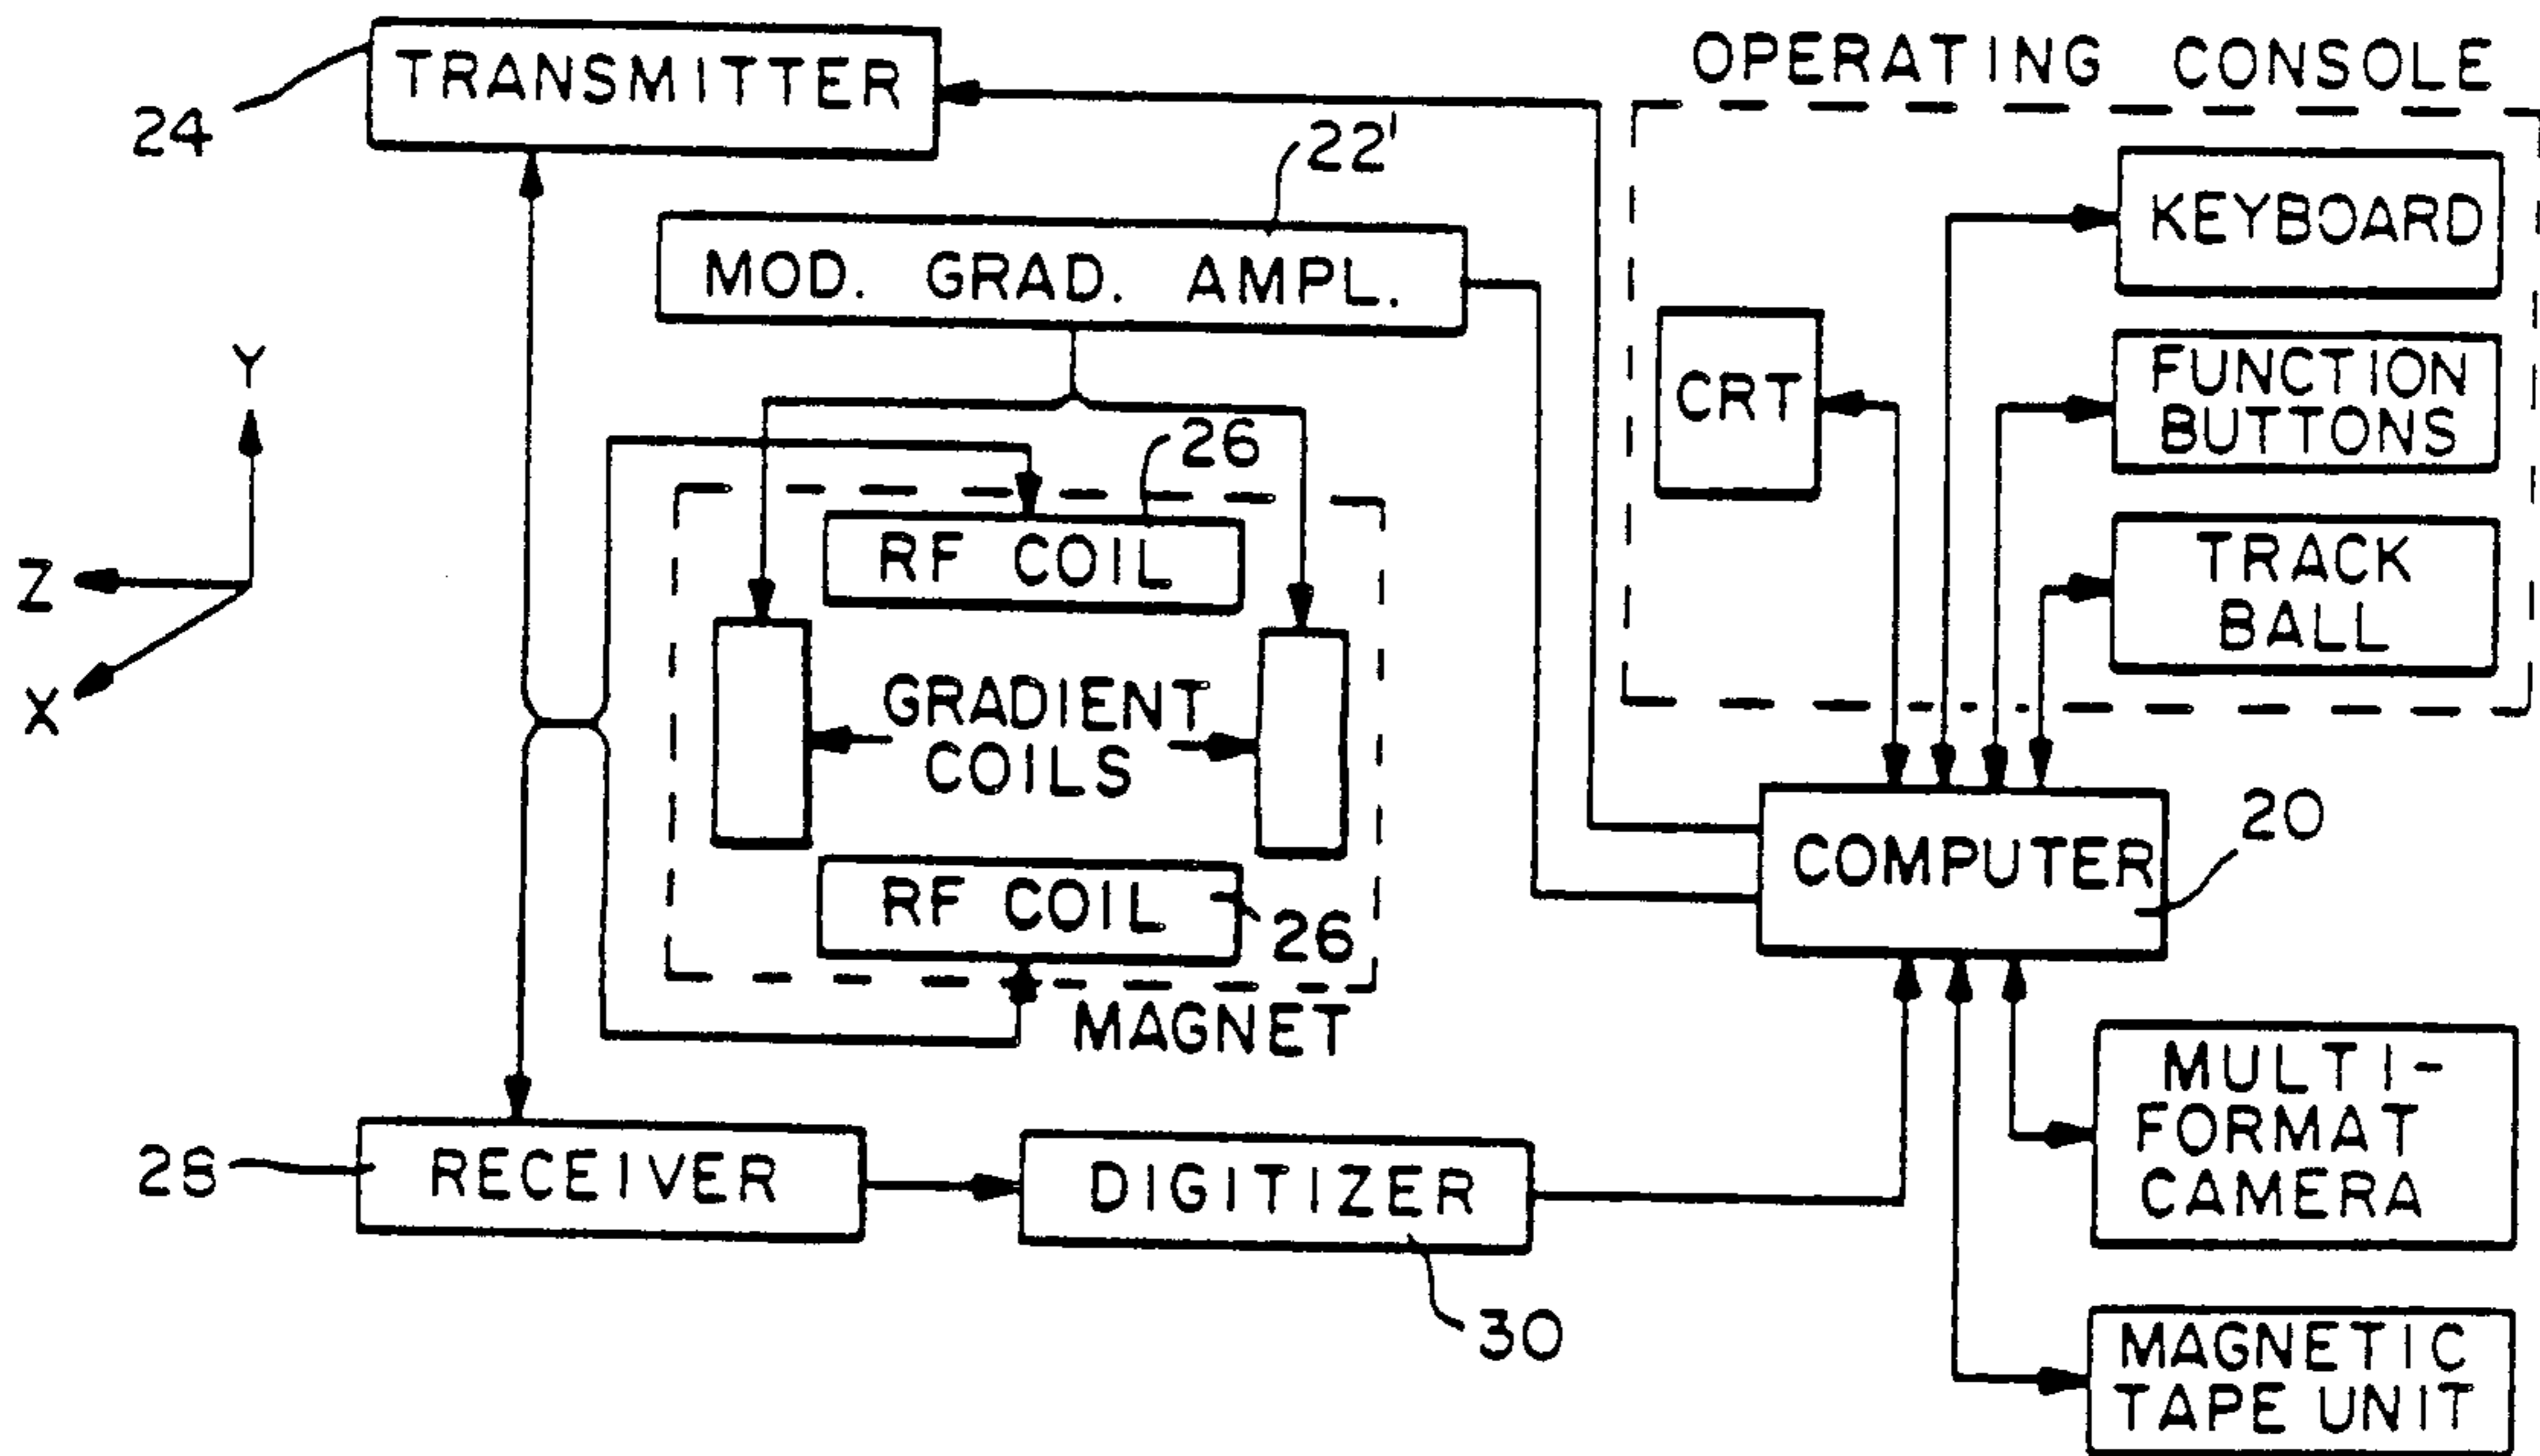 TRANSMITTER
24
OPERATING CONSOLE
22'
MOD. GRAD. AMPL.
KEYBOARD
CRT
FUNCTION
BUTTONS
TRACK
BALL
Y
Z
X
26
RF COIL
GRADIENT
COILS
RF COIL
26
MAGNET
COMPUTER
20
28
RECEIVER
DIGITIZER
30
MULTI-
FORMAT
CAMERA
MAGNETIC
TAPE UNIT